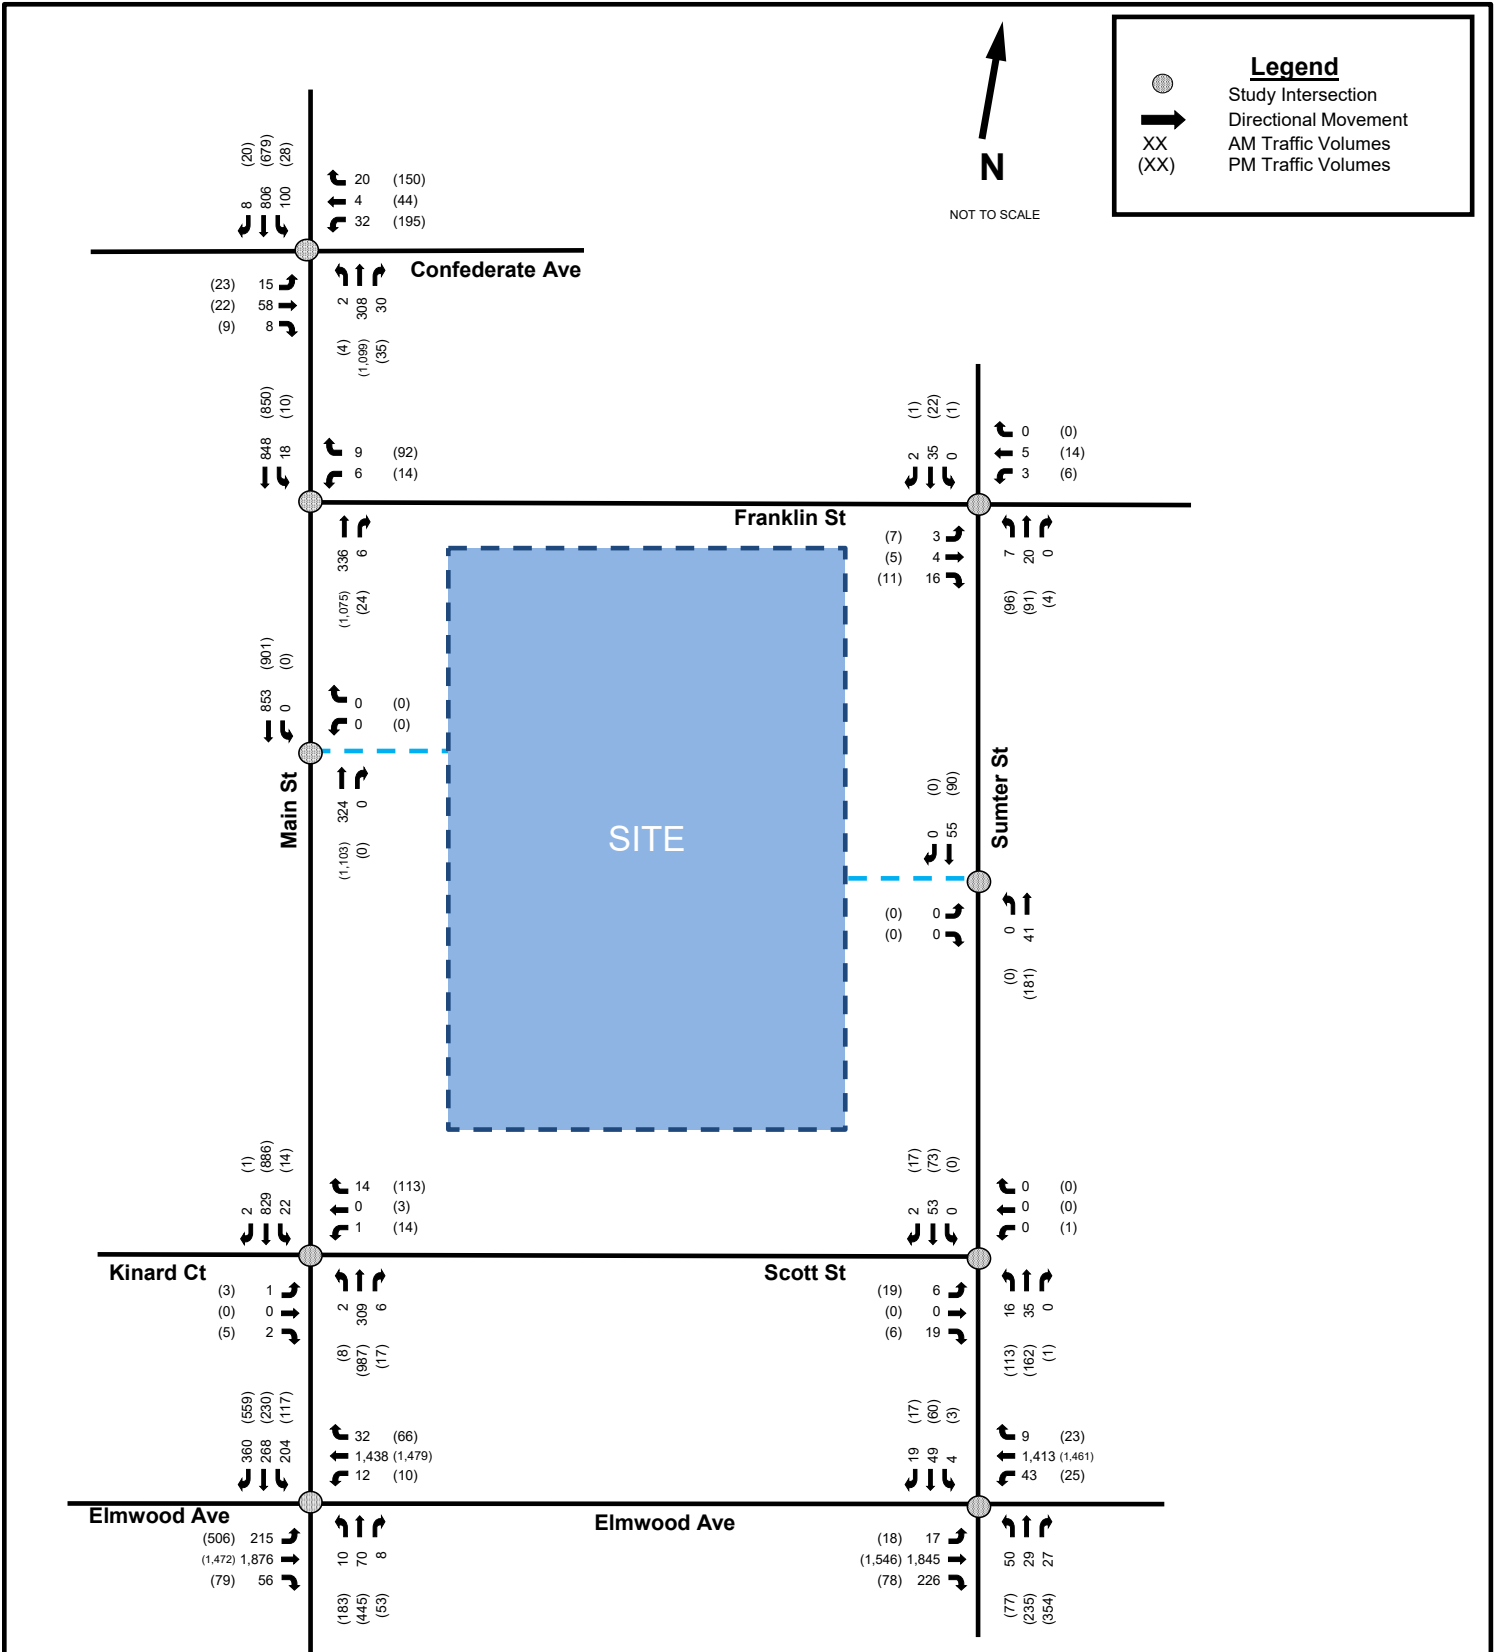 Legend
Study Intersection
Directional Movement
XX AM Traffic Volumes
(XX) PM Traffic Volumes
N
NOT TO SCALE
(20) (679) (28)
8 806 100
20 (150)
4 (44)
32 (195)
Confederate Ave
(23) 15
(22) 58
(9) 8
2 308 30
(4) (1,099) (35)
(850) (10)
848 18
9 (92)
6 (14)
(1) (22) (1)
2 35 0
0 (0)
5 (14)
3 (6)
Franklin St
336 6
(1,075) (24)
(7) 3
(5) 4
(11) 16
7 20 0
(96) (91) (4)
(901) (0)
853 0
0 (0)
0 (0)
Main St
324 0
(1,103) (0)
SITE
Sumter St
(0) (90)
0 55
(0) 0
(0) 0
0 41
(0) (181)
(1) (886) (14)
2 829 22
14 (113)
0 (3)
1 (14)
(17) (73) (0)
2 53 0
0 (0)
0 (0)
0 (1)
Kinard Ct
Scott St
(3) 1
(0) 0
(5) 2
2 309 6
(8) (987) (17)
(19) 6
(0) 0
(6) 19
16 35 0
(113) (162) (1)
(559) (230) (117)
360 268 204
32 (66)
1,438 (1,479)
12 (10)
(17) (60) (3)
19 49 4
9 (23)
1,413 (1,461)
43 (25)
Elmwood Ave
Elmwood Ave
(506) 215
(1,472) 1,876
(79) 56
10 70 8
(183) (445) (53)
(18) 17
(1,546) 1,845
(78) 226
50 29 27
(77) (235) (354)